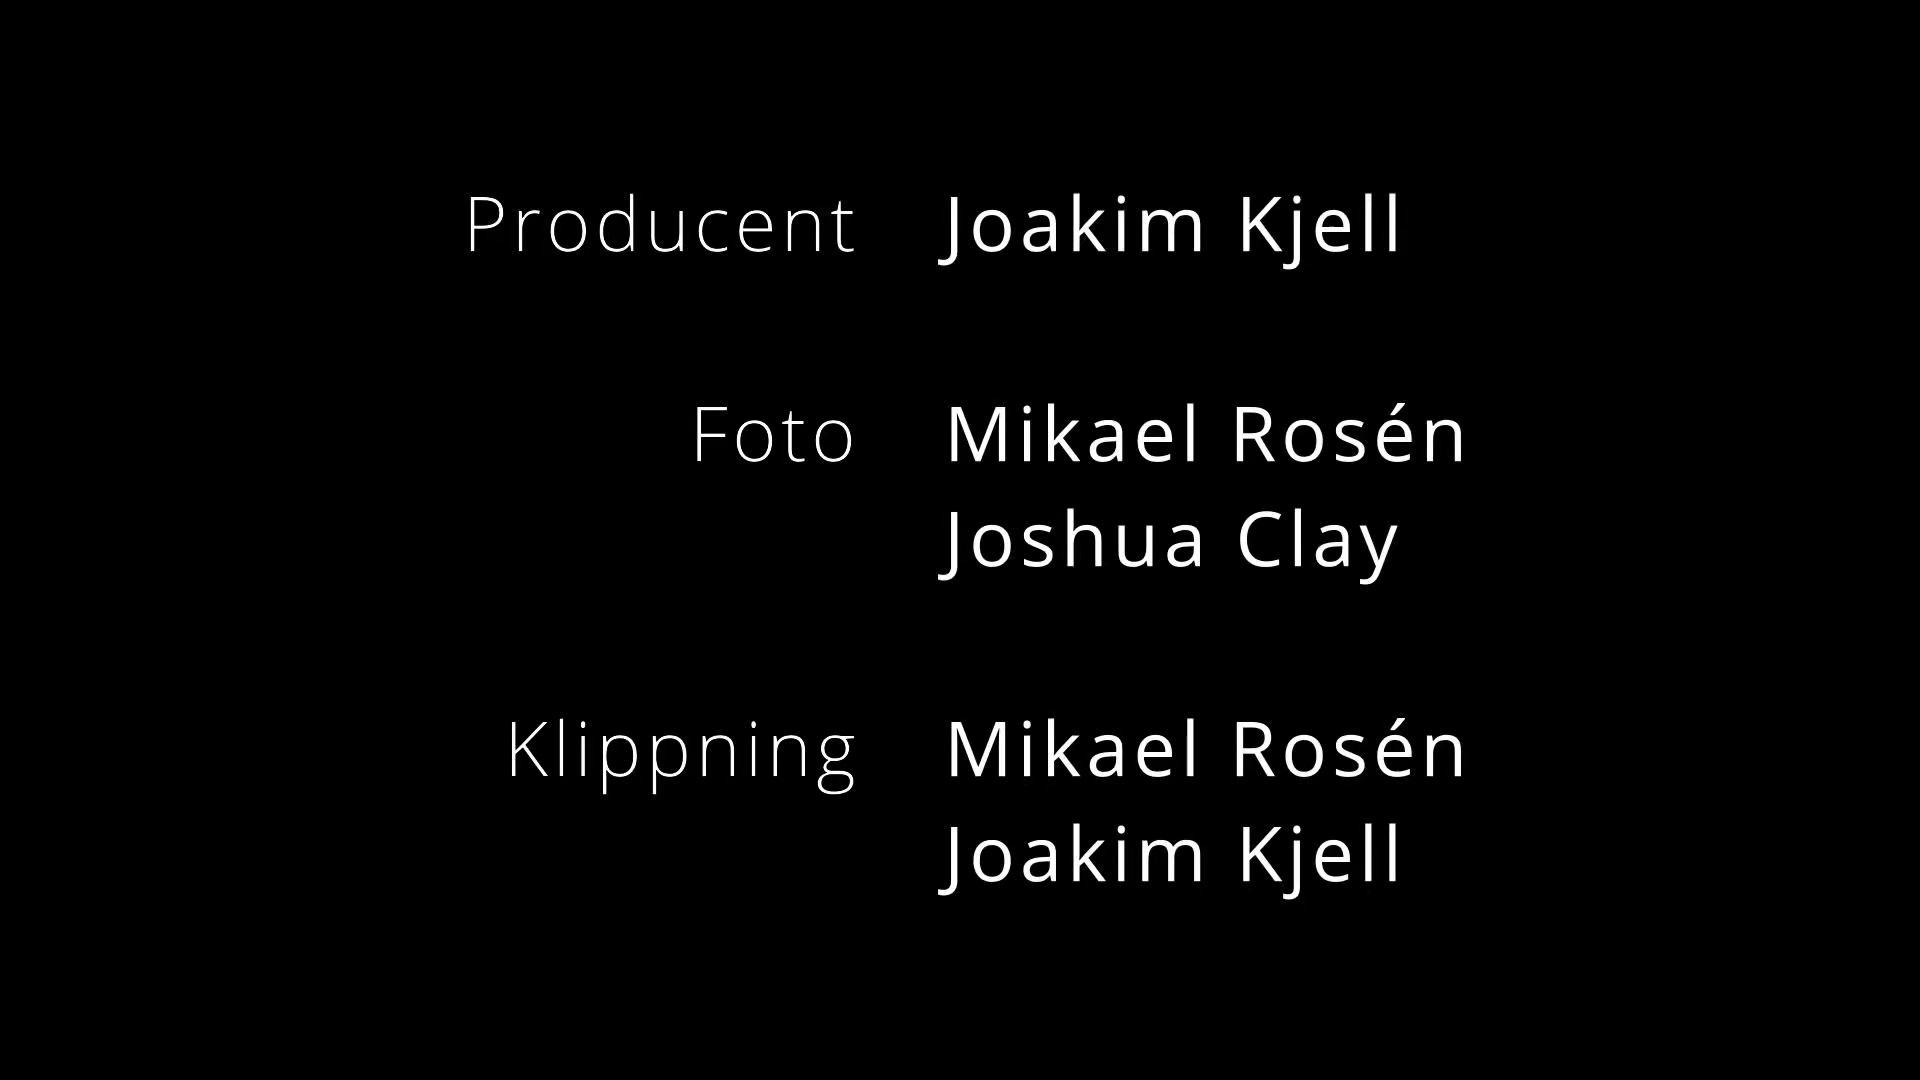 Producent Joakim Kjell
Foto Mikael Rosén
Joshua Clay
Klippning Mikael Rosén
Joakim Kjell